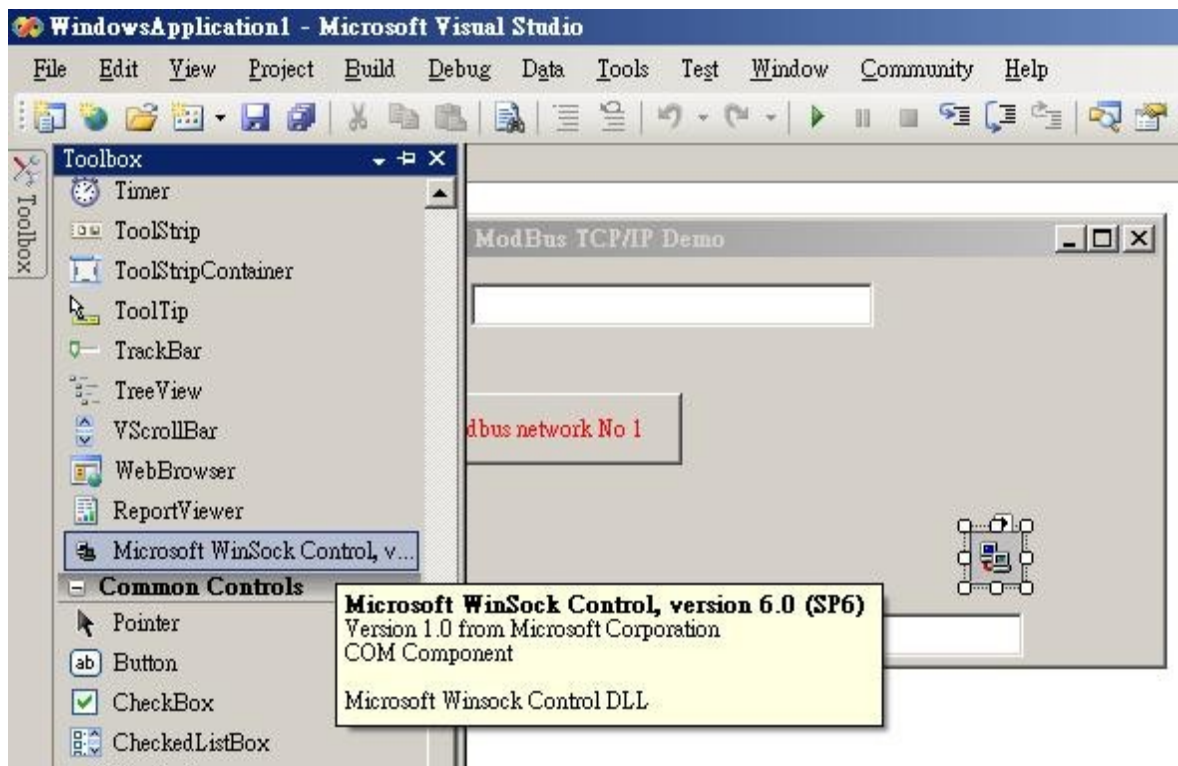 WindowsApplication1 - Microsoft Visual Studio
File Edit View Project Build Debug Data Tools Test Window Community Help
Toolbox
Toolbox
Timer
ToolStrip
ToolStripContainer
ToolTip
TrackBar
TreeView
VScrollBar
WebBrowser
ReportViewer
Microsoft WinSock Control, v...
Common Controls
Pointer
ab Button
CheckBox
CheckedListBox
ModBus TCP/IP Demo
dbus network No 1
Microsoft WinSock Control, version 6.0 (SP6)
Version 1.0 from Microsoft Corporation
COM Component
Microsoft Winsock Control DLL